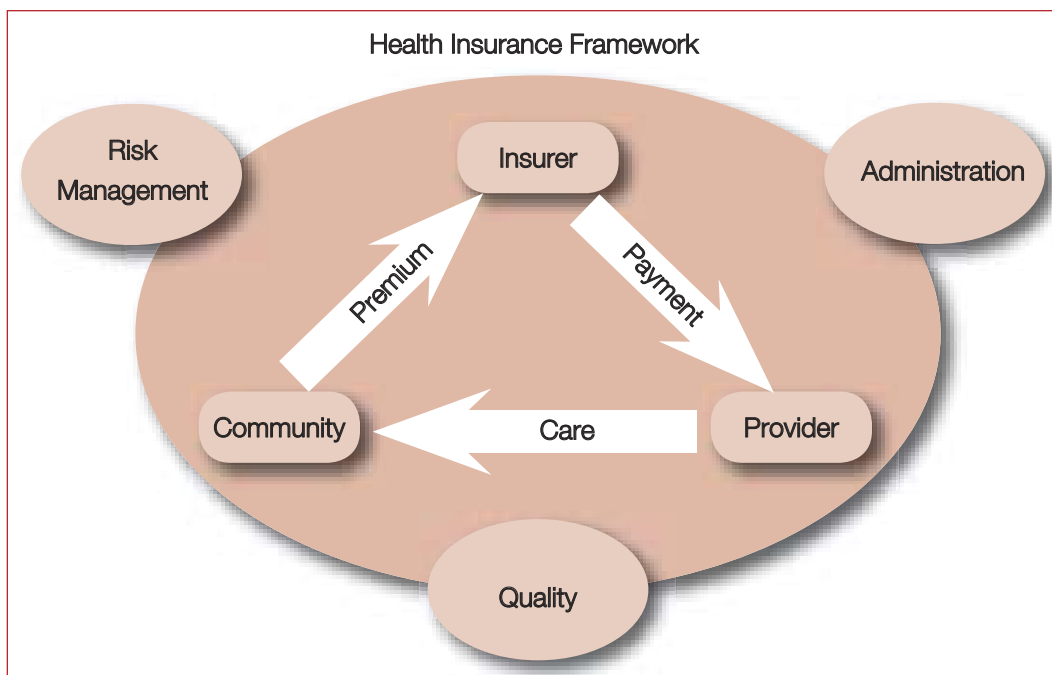 Health Insurance Framework
Risk
Management
Insurer
Administration
Premium
Payment
Community
Care
Provider
Quality